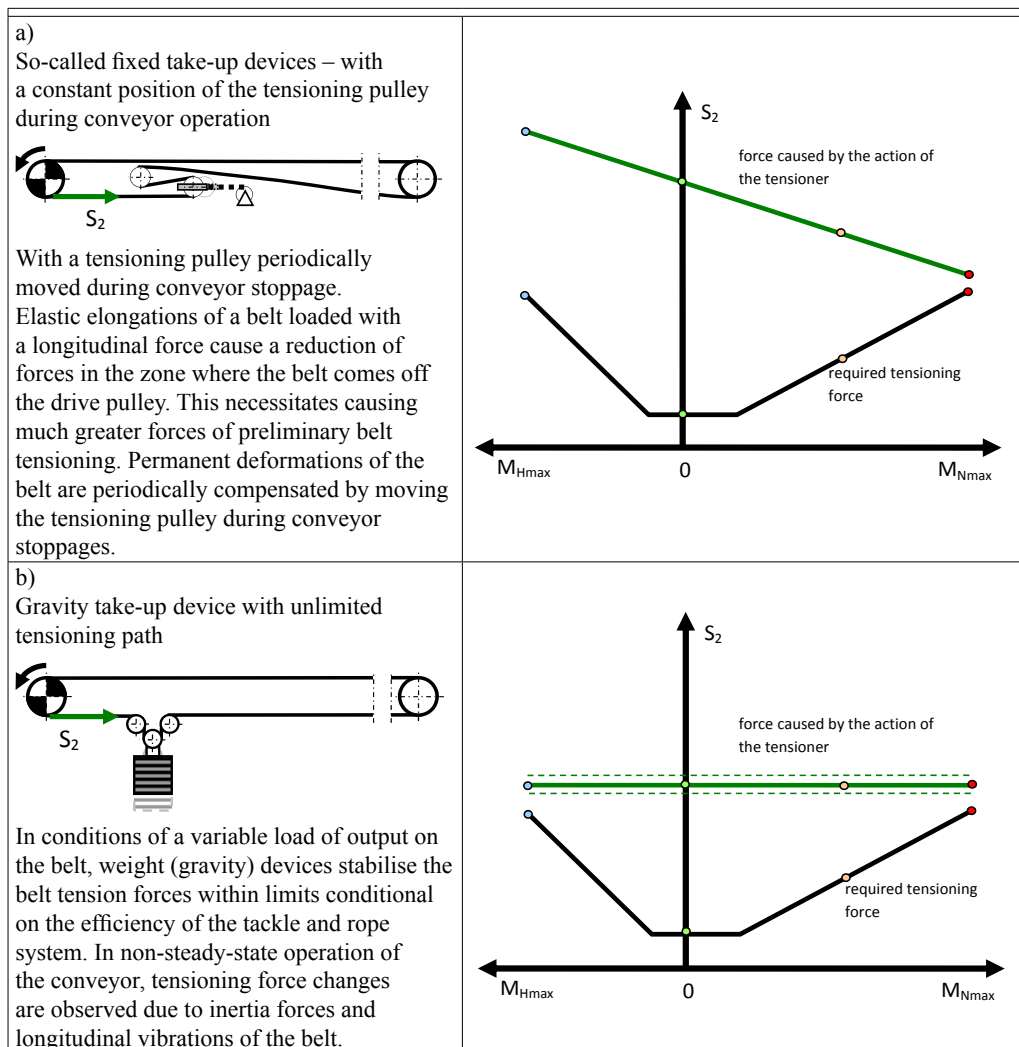 a)
So-called fixed take-up devices – with
a constant position of the tensioning pulley
during conveyor operation
S2
With a tensioning pulley periodically
moved during conveyor stoppage.
Elastic elongations of a belt loaded with
a longitudinal force cause a reduction of
forces in the zone where the belt comes off
the drive pulley. This necessitates causing
much greater forces of preliminary belt
tensioning. Permanent deformations of the
belt are periodically compensated by moving
the tensioning pulley during conveyor
stoppages.
S2
force caused by the action of
the tensioner
required tensioning
force
MHmax
0
MNmax
b)
Gravity take-up device with unlimited
tensioning path
S2
In conditions of a variable load of output on
the belt, weight (gravity) devices stabilise the
belt tension forces within limits conditional
on the efficiency of the tackle and rope
system. In non-steady-state operation of
the conveyor, tensioning force changes
are observed due to inertia forces and
longitudinal vibrations of the belt.
S2
force caused by the action of
the tensioner
required tensioning
force
MHmax
0
MNmax